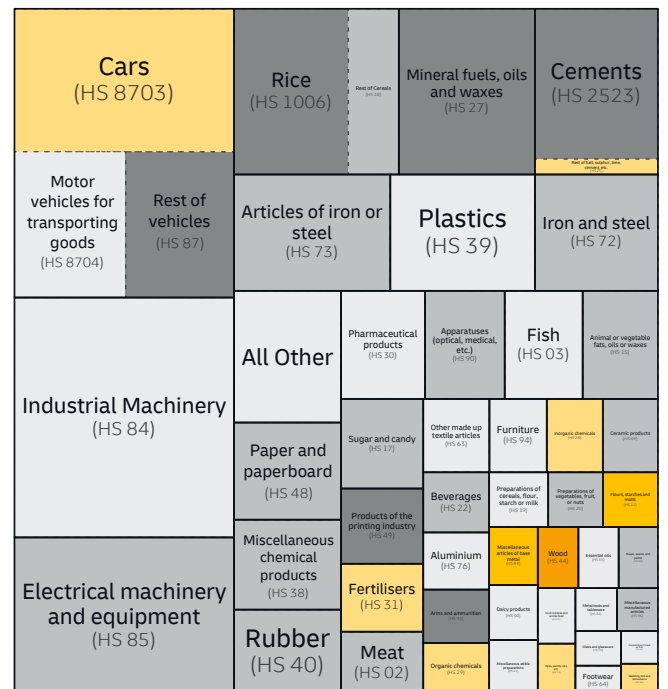 Cars
(HS 8703)
Motor
vehicles for
transporting
goods
(HS 8704)
Rest of
vehicles
(HS 87)
Rice
(HS 1006)
Rest of Cereals
(HS 10)
Mineral fuels, oils
and waxes
(HS 27)
Cements
(HS 2523)
Rest of Salt, sulphur, lime,
cement, etc.
Articles of iron or
steel
(HS 73)
Plastics
(HS 39)
Iron and steel
(HS 72)
Industrial Machinery
(HS 84)
Electrical machinery
and equipment
(HS 85)
All Other
Paper and
paperboard
(HS 48)
Miscellaneous
chemical
products
(HS 38)
Rubber
(HS 40)
Pharmaceutical
products
(HS 30)
Apparatuses
(optical, medical,
etc.)
(HS 90)
Fish
(HS 03)
Animal or vegetable
fats, oils or waxes
(HS 15)
Sugar and candy
(HS 17)
Other made up
textile articles
(HS 63)
Furniture
(HS 94)
Inorganic chemicals
(HS 28)
Ceramic products
(HS 69)
Products of the
printing industry
(HS 49)
Beverages
(HS 22)
Preparations of
cereals, flour,
starch or milk
(HS 19)
Preparations of
vegetables, fruit,
or nuts
(HS 20)
Flours, starches and
malts
(HS 11)
Aluminium
(HS 76)
Miscellaneous
articles of base
metal
(HS 83)
Wood
(HS 44)
Essential oils
(HS 33)
Fertilisers
(HS 31)
Arms and ammunition
(HS 93)
Dairy products
(HS 04)
Miscellaneous
manufactured
articles
Meat
(HS 02)
Organic chemicals
(HS 29)
Miscellaneous edible
preparations
Glass and glassware
Footwear
(HS 64)